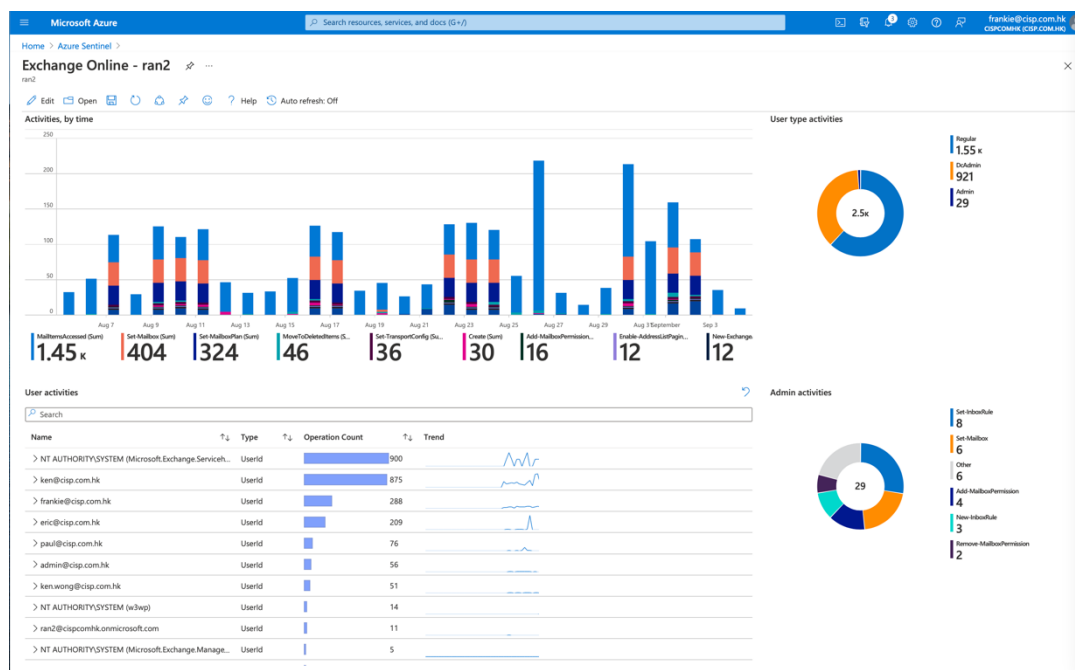 Microsoft Azure
Search resources, services, and docs (G+/)
3
frankie@cisp.com.hk
CISPCOMHK (CISP.COM.HK)
Home > Azure Sentinel >
Exchange Online - ran2
ran2
Edit Open ? Help Auto refresh: Off
Activities, by time
250
200
150
100
50
0
Aug 7 Aug 9 Aug 11 Aug 13 Aug 15 Aug 17 Aug 19 Aug 21 Aug 23 Aug 25 Aug 27 Aug 29 Aug 31 September Sep 3
MailItemsAccessed (Sum) Set-Mailbox (Sum) Set-MailboxPlan (Sum) MoveToDeletedItems (S... Set-TransportConfig (Su... Create (Sum) Add-MailboxPermission... Enable-AddressListPagin... New-Exchange
1.45 K 404 324 46 36 30 16 12 12
User type activities
2.5K
Regular
1.55 K
DcAdmin
921
Admin
29
User activities
Search
Name Type Operation Count Trend
> NT AUTHORITY\SYSTEM (Microsoft.Exchange.Serviceh... UserId 900
> ken@cisp.com.hk UserId 875
> frankie@cisp.com.hk UserId 288
> eric@cisp.com.hk UserId 209
> paul@cisp.com.hk UserId 76
> admin@cisp.com.hk UserId 56
> ken.wong@cisp.com.hk UserId 51
> NT AUTHORITY\SYSTEM (w3wp) UserId 14
> ran2@cispcomhk.onmicrosoft.com UserId 11
> NT AUTHORITY\SYSTEM (Microsoft.Exchange.Manage... UserId 5
Admin activities
29
Set-InboxRule
8
Set-Mailbox
6
Other
6
Add-MailboxPermission
4
New-InboxRule
3
Remove-MailboxPermission
2